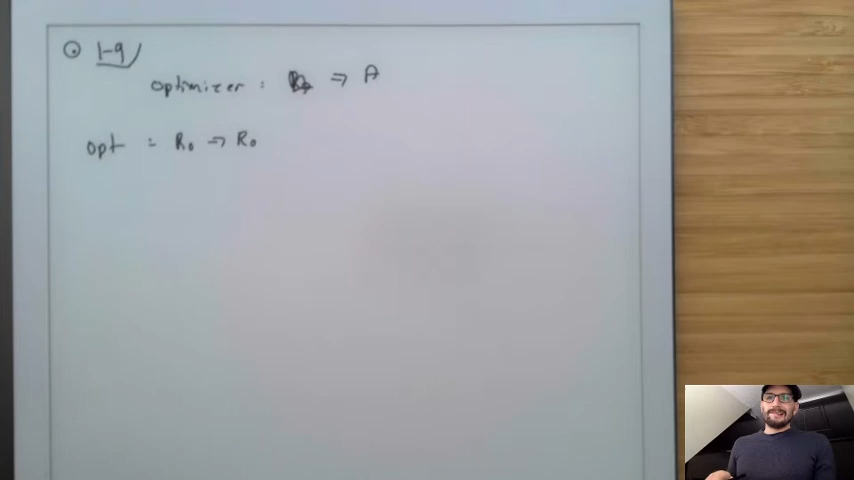 1-9
optimizer : ⇒ A
opt : R₀ ⇒ R₀